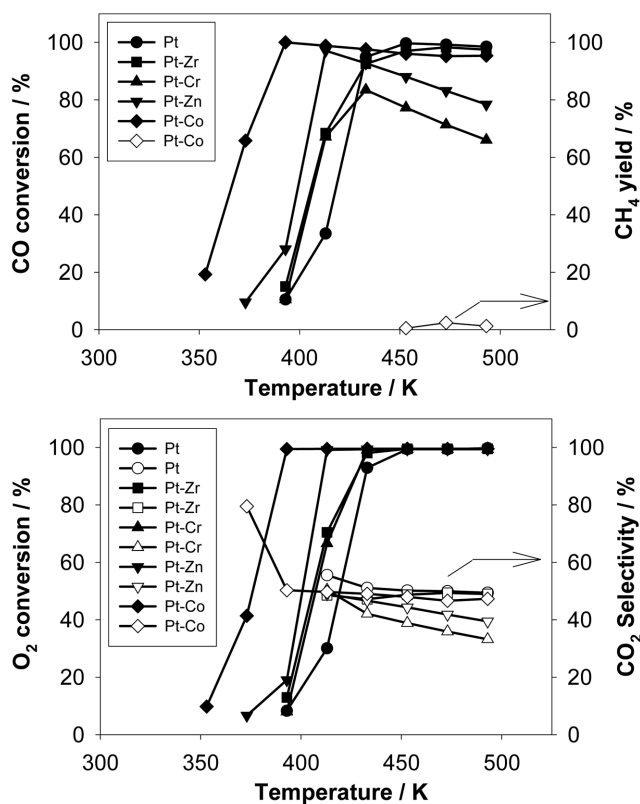 100
80
60
40
20
0
CO conversion / %
Pt
Pt-Zr
Pt-Cr
Pt-Zn
Pt-Co
Pt-Co
100
80
60
40
20
0
CH4 yield / %
300 350 400 450 500
Temperature / K
100
80
60
40
20
0
O2 conversion / %
Pt
Pt
Pt-Zr
Pt-Zr
Pt-Cr
Pt-Cr
Pt-Zn
Pt-Zn
Pt-Co
Pt-Co
100
80
60
40
20
0
CO2 Selectivity / %
300 350 400 450 500
Temperature / K